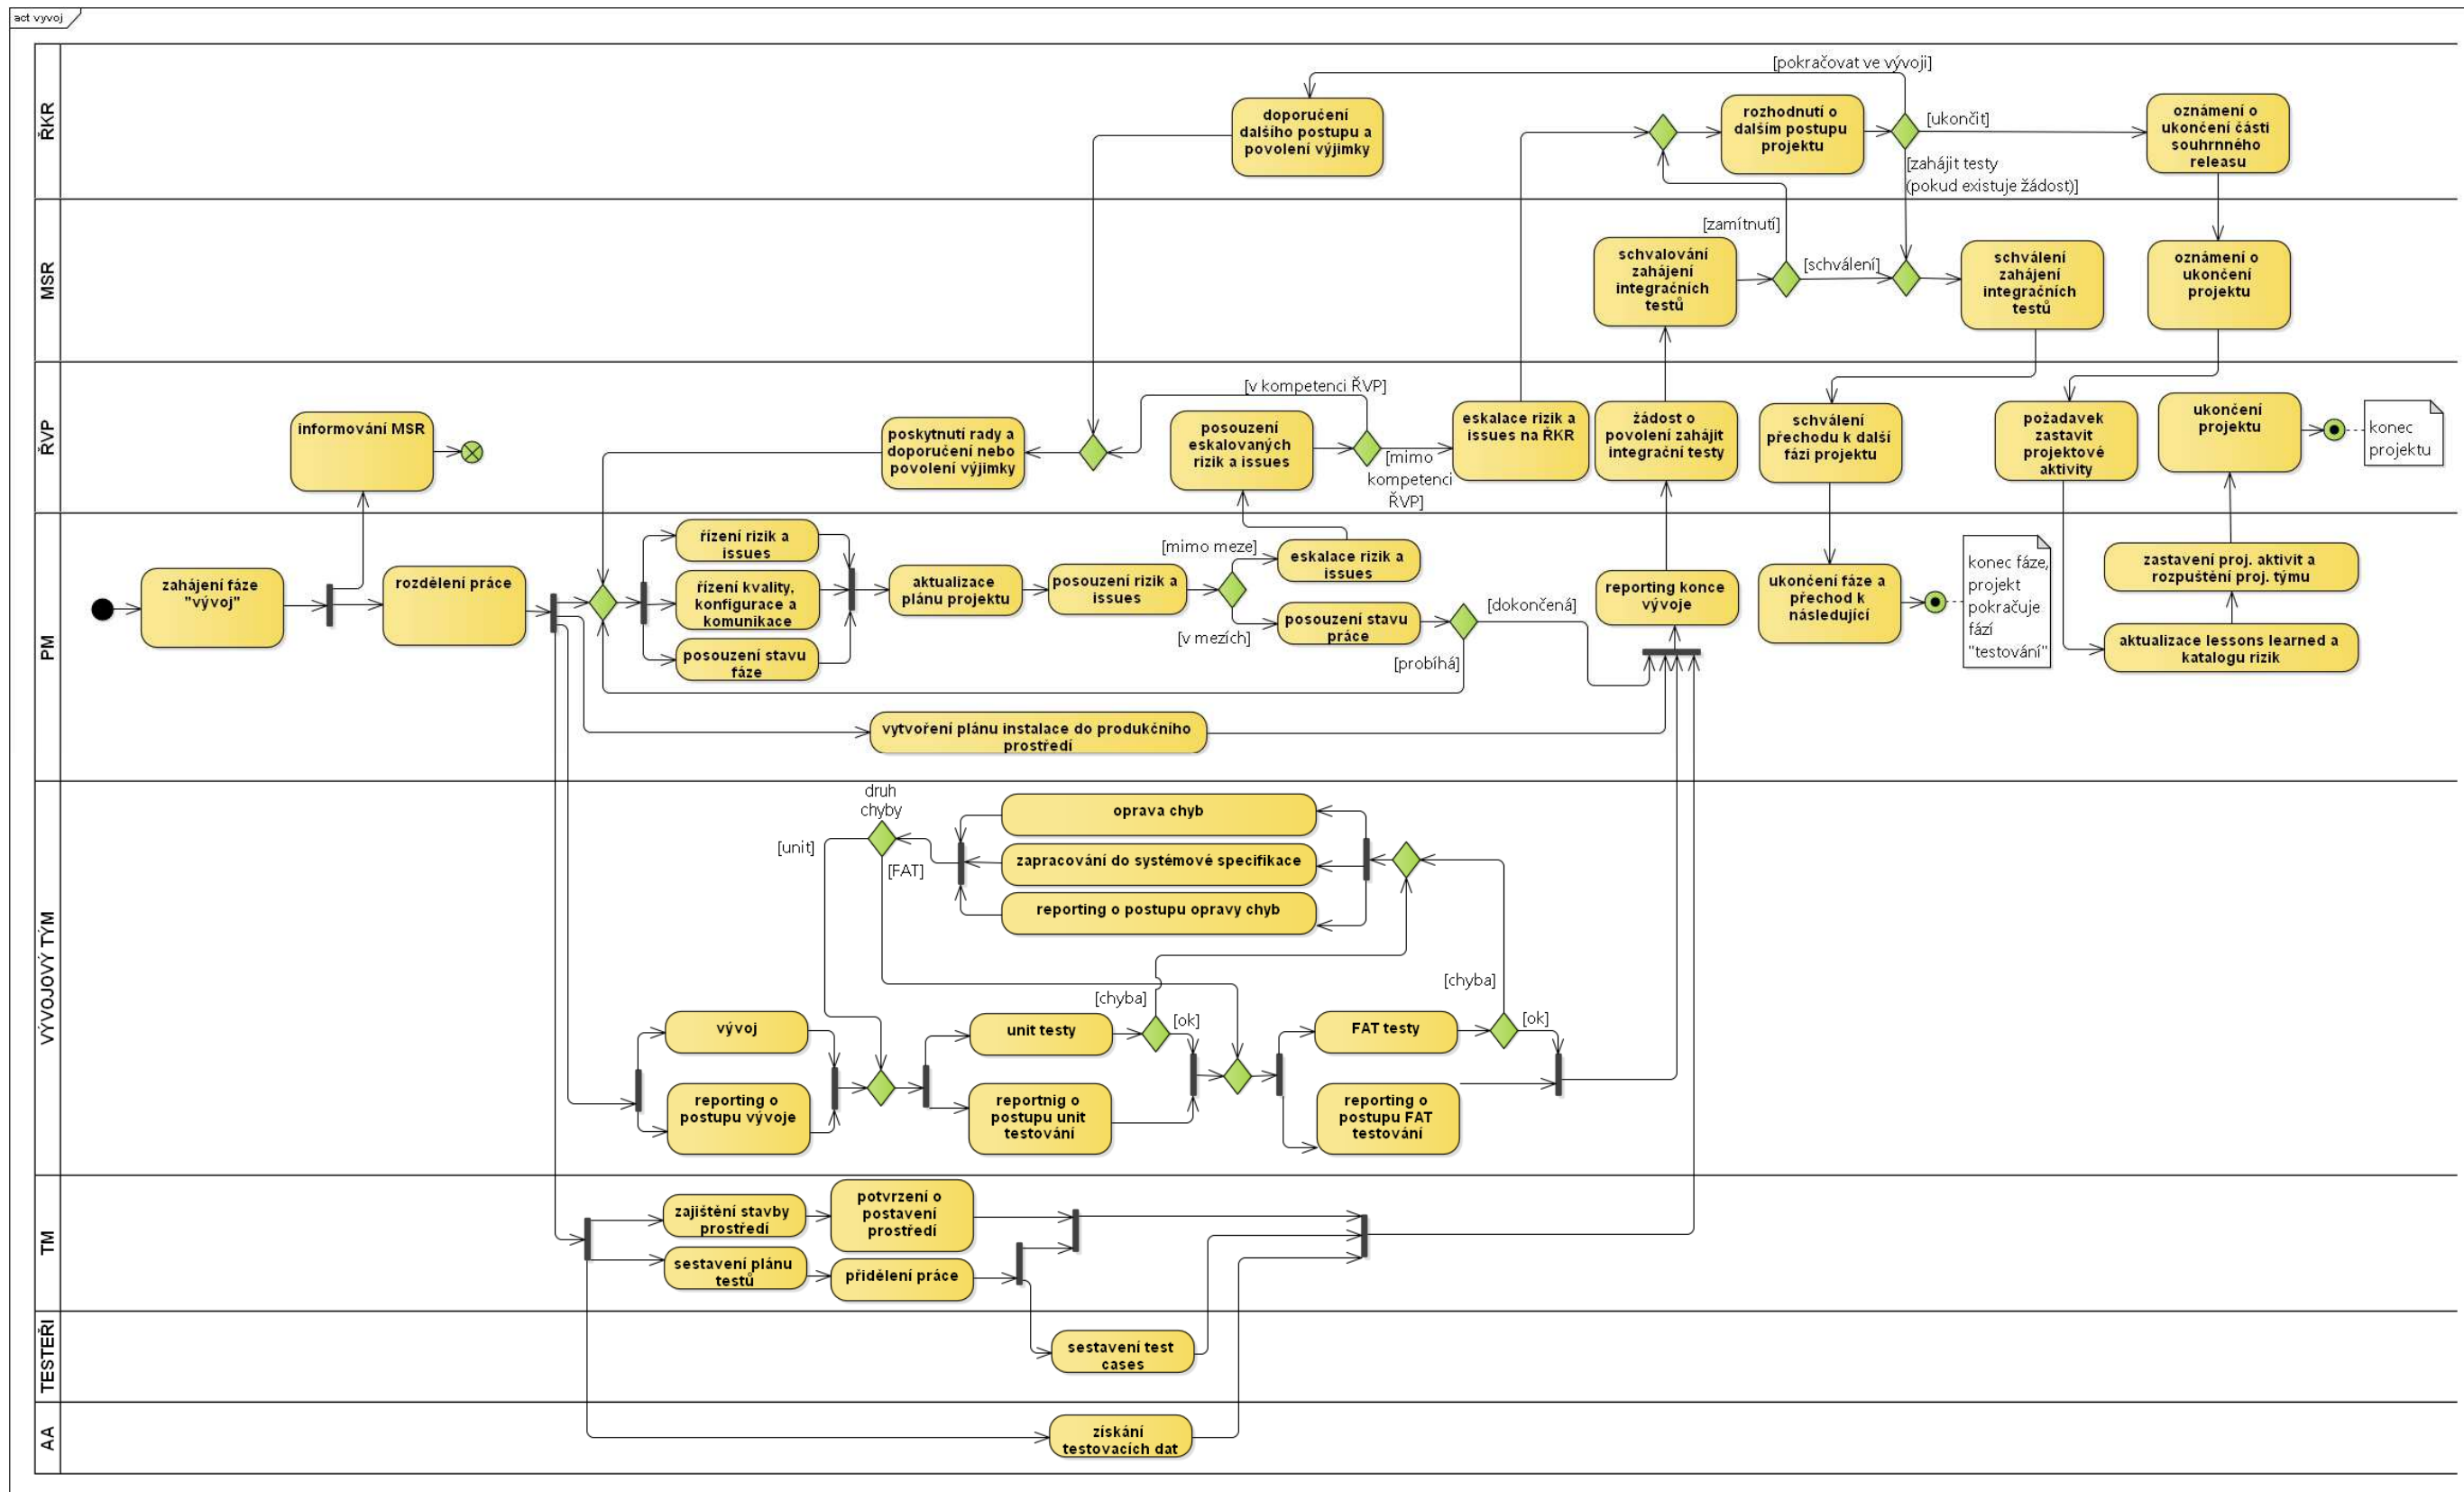 act vyvoj
ŘKR
[pokračovat ve vývoji]
doporučení
dalšího postupu a
povolení výjimky
rozhodnutí o
dalším postupu
projektu
[ukončit]
oznámení o
ukončení části
souhrnného
releasu
[zahájit testy
(pokud existuje žádost)]
MSR
[zamítnutí]
schvalování
zahájení
integračních
testů
[schválení]
schválení
zahájení
integračních
testů
oznámení o
ukončení
projektu
ŘVP
informování MSR
poskytnutí rady a
doporučení nebo
povolení výjimky
[v kompetenci ŘVP]
posouzení
eskalovaných
rizik a issues
[mimo
kompetenci
ŘVP]
eskalace rizik a
issues na ŘKR
žádost o
povolení zahájit
integrační testy
schválení
přechodu k další
fázi projektu
požadavek
zastavit
projektové
aktivity
ukončení
projektu
konec
projektu
PM
zahájení fáze
"vývoj"
rozdělení práce
řízení rizik a
issues
řízení kvality,
konfigurace a
komunikace
posouzení stavu
fáze
aktualizace
plánu projektu
posouzení rizik a
issues
[mimo meze]
eskalace rizik a
issues
[v mezích]
posouzení stavu
práce
[dokončená]
[probíhá]
reporting konce
vývoje
ukončení fáze a
přechod k
následující
konec fáze,
projekt
pokračuje
fází
"testování"
zastavení proj. aktivit a
rozpuštění proj. týmu
aktualizace lessons learned a
katalogu rizik
vytvoření plánu instalace do produkčního
prostředí
VÝVOJOVÝ TÝM
druh
chyby
[unit]
[FAT]
oprava chyb
zapracování do systémové specifikace
reporting o postupu opravy chyb
vývoj
reporting o
postupu vývoje
unit testy
[chyba]
[ok]
reportnig o
postupu unit
testování
FAT testy
[chyba]
[ok]
reporting o
postupu FAT
testování
TM
zajištění stavby
prostředí
potvrzení o
postavení
prostředí
sestavení plánu
testů
přidělení práce
TESTEŘI
sestavení test
cases
AA
získání
testovacích dat